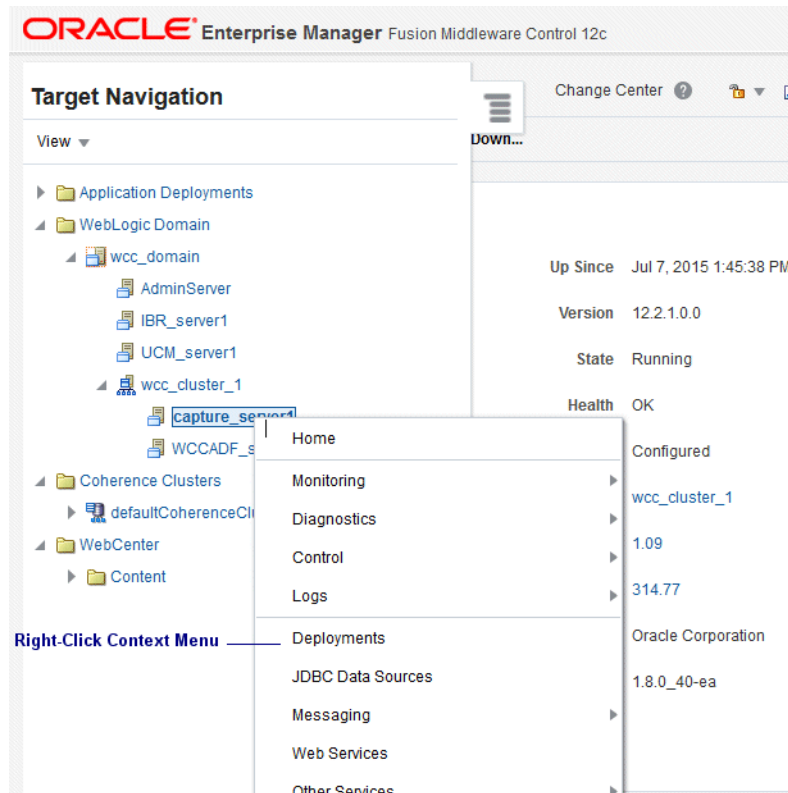 ORACLE Enterprise Manager Fusion Middleware Control 12c
Target Navigation
View
Change Center
Down...
Application Deployments
WebLogic Domain
wcc_domain
AdminServer
IBR_server1
UCM_server1
wcc_cluster_1
capture_server1
WCCADF_s
Coherence Clusters
defaultCoherenceClu
WebCenter
Content
Right-Click Context Menu
Home
Monitoring
Diagnostics
Control
Logs
Deployments
JDBC Data Sources
Messaging
Web Services
Other Services
Up Since Jul 7, 2015 1:45:38 PM
Version 12.2.1.0.0
State Running
Health OK
Configured
wcc_cluster_1
1.09
314.77
Oracle Corporation
1.8.0_40-ea